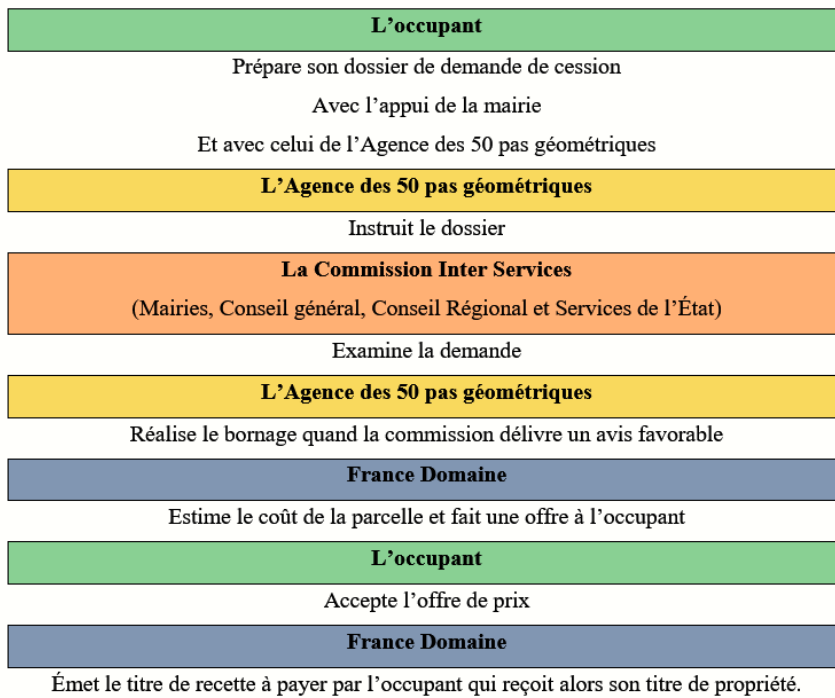 L’occupant
Prépare son dossier de demande de cession
Avec l’appui de la mairie
Et avec celui de l’Agence des 50 pas géométriques
L’Agence des 50 pas géométriques
Instruit le dossier
La Commission Inter Services
(Mairies, Conseil général, Conseil Régional et Services de l’État)
Examine la demande
L’Agence des 50 pas géométriques
Réalise le bornage quand la commission délivre un avis favorable
France Domaine
Estime le coût de la parcelle et fait une offre à l’occupant
L’occupant
Accepte l’offre de prix
France Domaine
Émet le titre de recette à payer par l’occupant qui reçoit alors son titre de propriété.